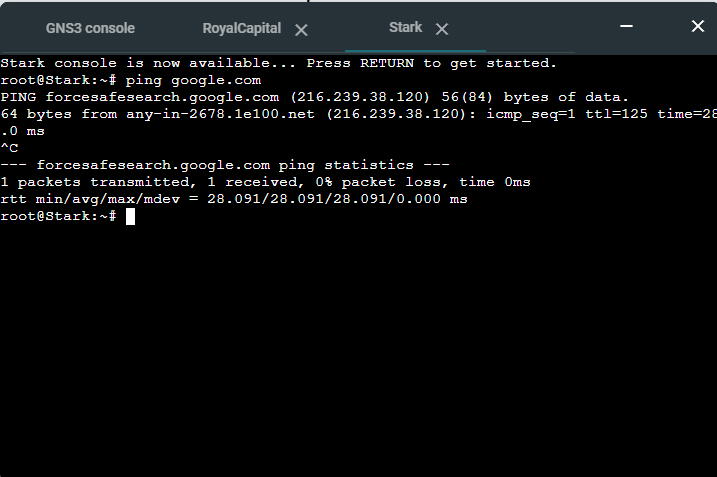 GNS3 console
RoyalCapital
Stark
Stark console is now available... Press RETURN to get started.
root@Stark:~# ping google.com
PING forcesafesearch.google.com (216.239.38.120) 56(84) bytes of data.
64 bytes from any-in-2678.1e100.net (216.239.38.120): icmp_seq=1 ttl=125 time=28
.0 ms
^C
--- forcesafesearch.google.com ping statistics ---
1 packets transmitted, 1 received, 0% packet loss, time 0ms
rtt min/avg/max/mdev = 28.091/28.091/28.091/0.000 ms
root@Stark:~#